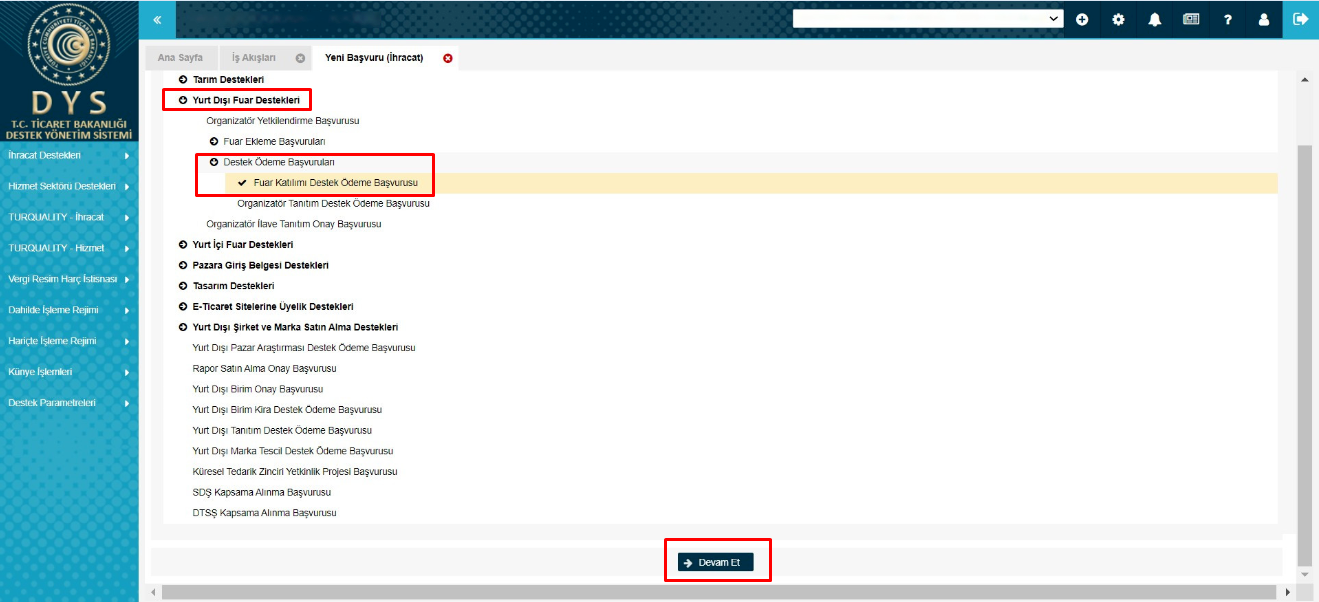 DYS
T.C. TİCARET BAKANLIĞI
DESTEK YÖNETİM SİSTEMİ
İhracat Destekleri
Hizmet Sektörü Destekleri
TURQUALITY - İhracat
TURQUALITY - Hizmet
Vergi Resim Harç İstisnası
Dahilde İşleme Rejimi
Hariçte İşleme Rejimi
Künye İşlemleri
Destek Parametreleri
Ana Sayfa
İş Akışları
Yeni Başvuru (İhracat)
Tarım Destekleri
Yurt Dışı Fuar Destekleri
Organizatör Yetkilendirme Başvurusu
Fuar Ekleme Başvuruları
Destek Ödeme Başvuruları
Fuar Katılımı Destek Ödeme Başvurusu
Organizatör Tanıtım Destek Ödeme Başvurusu
Organizatör İlave Tanıtım Onay Başvurusu
Yurt İçi Fuar Destekleri
Pazara Giriş Belgesi Destekleri
Tasarım Destekleri
E-Ticaret Sitelerine Üyelik Destekleri
Yurt Dışı Şirket ve Marka Satın Alma Destekleri
Yurt Dışı Pazar Araştırması Destek Ödeme Başvurusu
Rapor Satın Alma Onay Başvurusu
Yurt Dışı Birim Onay Başvurusu
Yurt Dışı Birim Kira Destek Ödeme Başvurusu
Yurt Dışı Tanıtım Destek Ödeme Başvurusu
Yurt Dışı Marka Tescil Destek Ödeme Başvurusu
Küresel Tedarik Zinciri Yetkinlik Projesi Başvurusu
SDŞ Kapsama Alınma Başvurusu
DTSŞ Kapsama Alınma Başvurusu
Devam Et